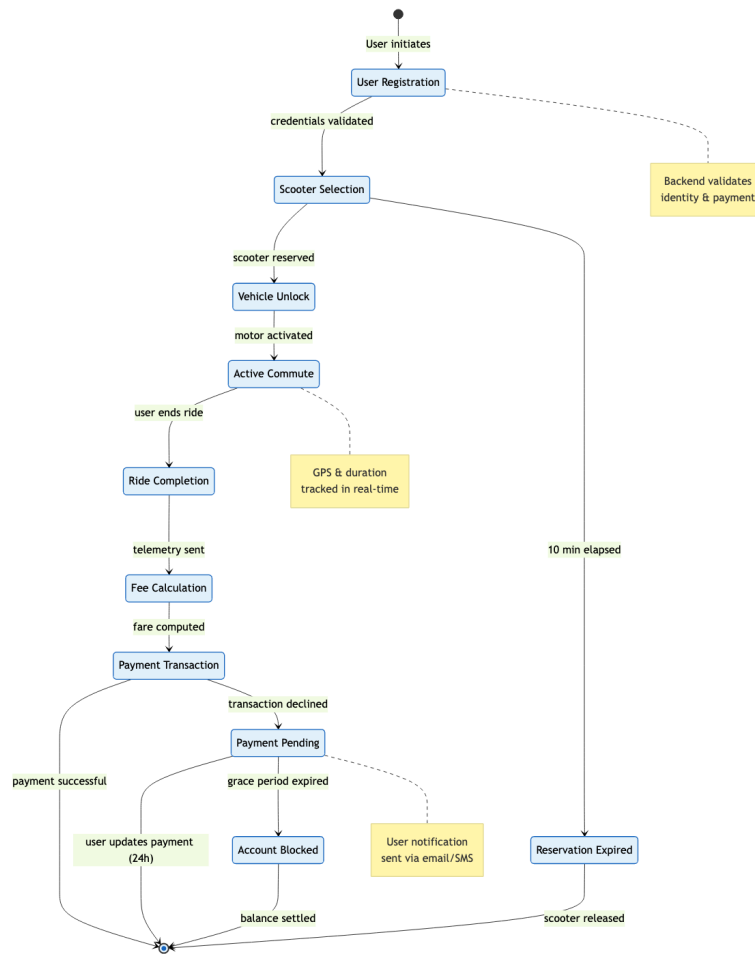 User initiates
User Registration
credentials validated
Backend validates
identity & payment
Scooter Selection
scooter reserved
Vehicle Unlock
motor activated
Active Commute
user ends ride
GPS & duration
tracked in real-time
Ride Completion
telemetry sent
10 min elapsed
Fee Calculation
fare computed
Payment Transaction
transaction declined
Payment Pending
payment successful
grace period expired
user updates payment
(24h)
Account Blocked
User notification
sent via email/SMS
Reservation Expired
balance settled
scooter released